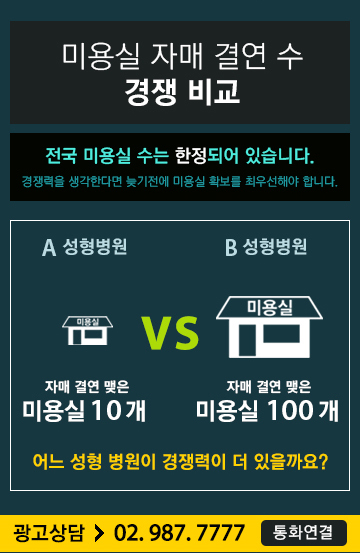 미용실 자매 결연 수
경쟁 비교
전국 미용실 수는 한정되어 있습니다.
경쟁력을 생각한다면 늦기전에 미용실 확보를 최우선해야 합니다.
A 성형병원
B 성형병원
미용실
VS
미용실
자매 결연 맺은
미용실 10개
자매 결연 맺은
미용실 100개
어느 성형 병원이 경쟁력이 더 있을까요?
광고상담 > 02. 987. 7777 통화연결